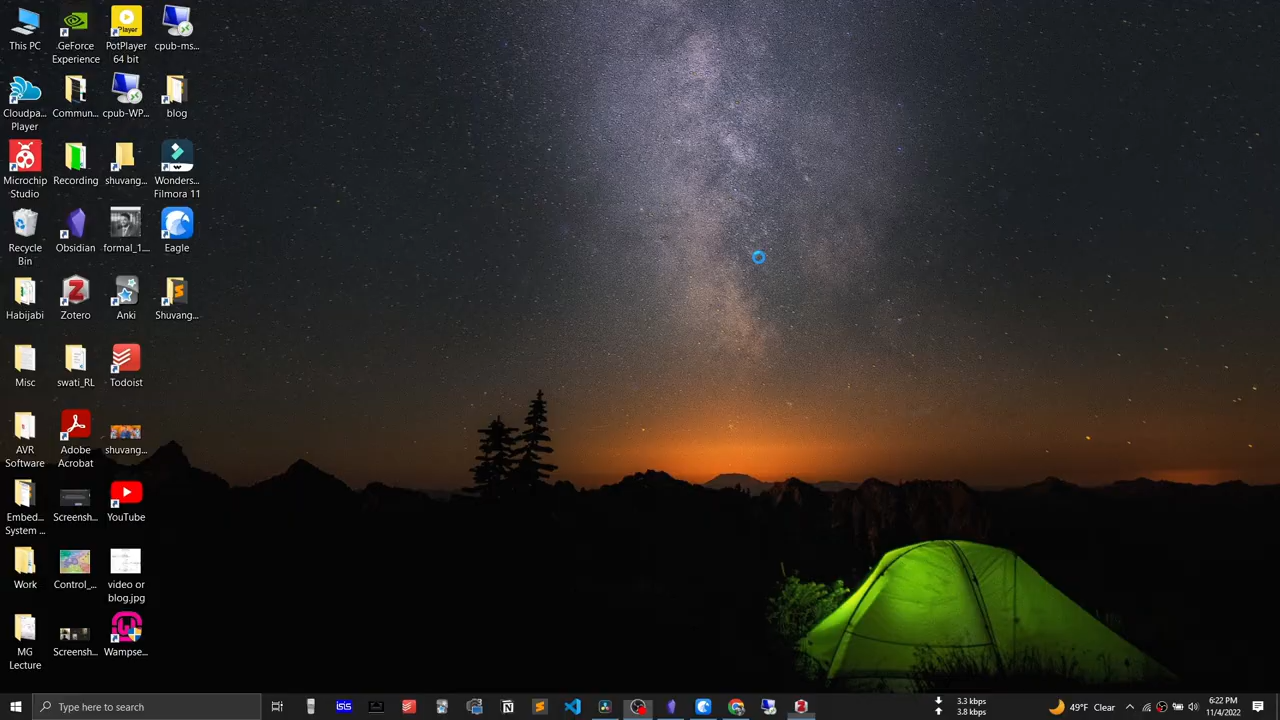 This PC
GeForce
Experience
PotPlayer
64 bit
cpub-ms...
Cloudpa...
Player
Commun...
cpub-WP...
blog
Microchip
Studio
Recording
shuvang...
Wonders...
Filmora 11
Recycle
Bin
Obsidian
formal_1....
Eagle
Habijabi
Zotero
Anki
Shuvang...
Misc
swati_RL
Todoist
AVR
Software
Adobe
Acrobat
shuvang...
Embed...
System ...
Screensh...
YouTube
Work
Control_...
video or
blog.jpg
MG
Lecture
Screensh...
Wampse...
Type here to search
isis
3.3 kbps
3.8 kbps
49°F Clear
6:22 PM
11/4/2022